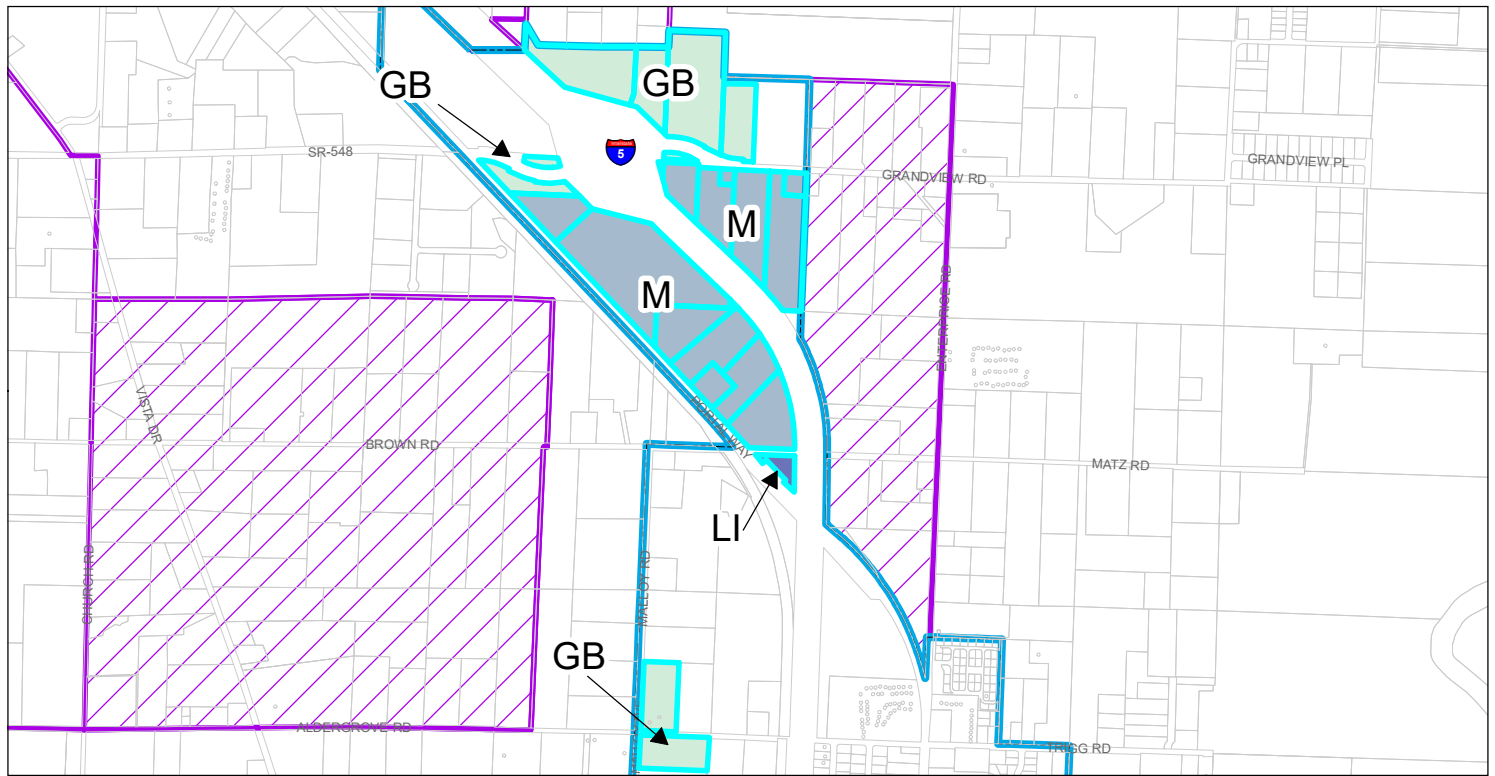 GB
GB
INTERSTATE
5
SR-548
GRANDVIEW PL
GRANDVIEW RD
M
M
ENTERPRISE RD
VISTA DR
PORTAL WAY
BROWN RD
MATZ RD
LI
CHURCH RD
MALLOY RD
GB
ALDERGROVE RD
TRIGG RD